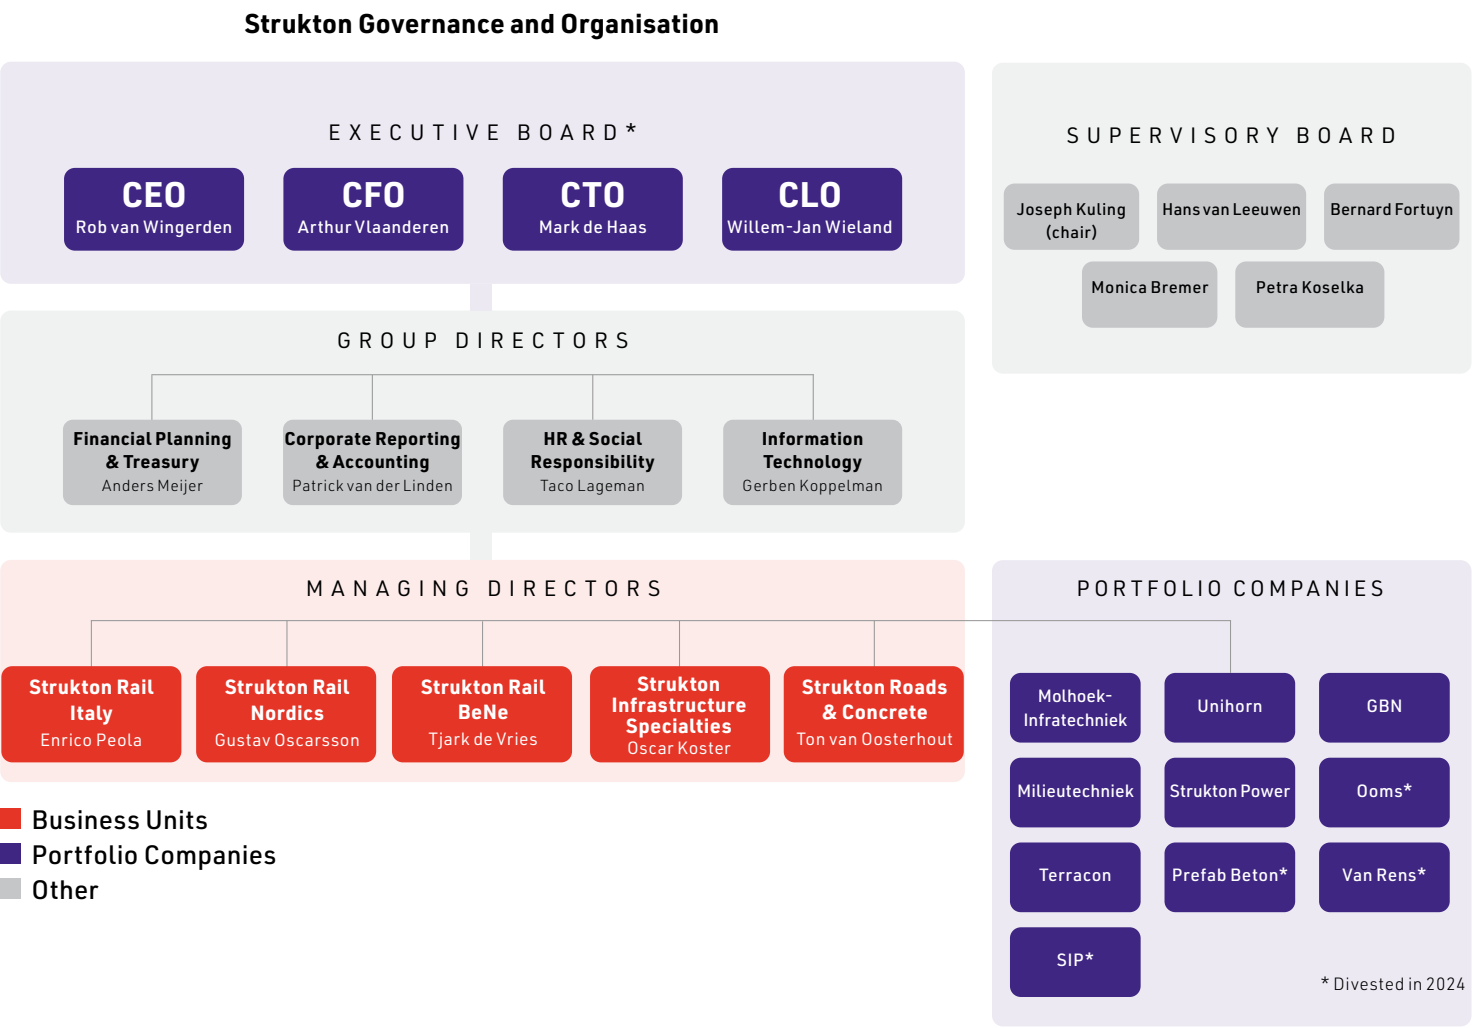 Strukton Governance and Organisation
EXECUTIVE BOARD*
CEO
Rob van Wingerden
CFO
Arthur Vlaanderen
CTO
Mark de Haas
CLO
Willem-Jan Wieland
SUPERVISORY BOARD
Joseph Kuling
(chair)
Hans van Leeuwen
Bernard Fortuyn
Monica Bremer
Petra Koselka
GROUP DIRECTORS
Financial Planning
& Treasury
Anders Meijer
Corporate Reporting
& Accounting
Patrick van der Linden
HR & Social
Responsibility
Taco Lageman
Information
Technology
Gerben Koppelman
MANAGING DIRECTORS
Strukton Rail
Italy
Enrico Peola
Strukton Rail
Nordics
Gustav Oscarsson
Strukton Rail
BeNe
Tjark de Vries
Strukton
Infrastructure
Specialties
Oscar Koster
Strukton Roads
& Concrete
Ton van Oosterhout
PORTFOLIO COMPANIES
Molhoek-
Infratechniek
Unihorn
GBN
Milieutechniek
Strukton Power
Ooms*
Terracon
Prefab Beton*
Van Rens*
SIP*
* Divested in 2024
Business Units
Portfolio Companies
Other